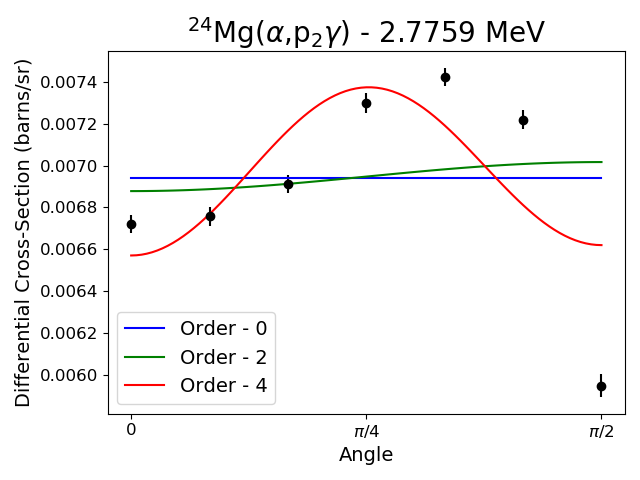 ²⁴Mg(α,p₂γ) - 2.7759 MeV
Differential Cross-Section (barns/sr)
0.0074
0.0072
0.0070
0.0068
0.0066
0.0064
0.0062
0.0060
Order - 0
Order - 2
Order - 4
0
π/4
π/2
Angle